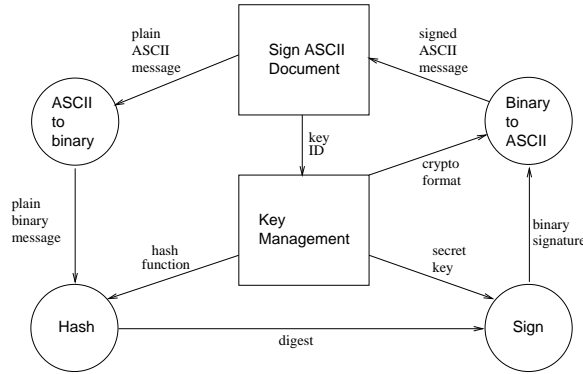 plain
ASCII
message
Sign ASCII
Document
signed
ASCII
message
ASCII
to
binary
Binary
to
ASCII
key
ID
crypto
format
plain
binary
message
Key
Management
binary
signature
hash
function
secret
key
Hash
digest
Sign